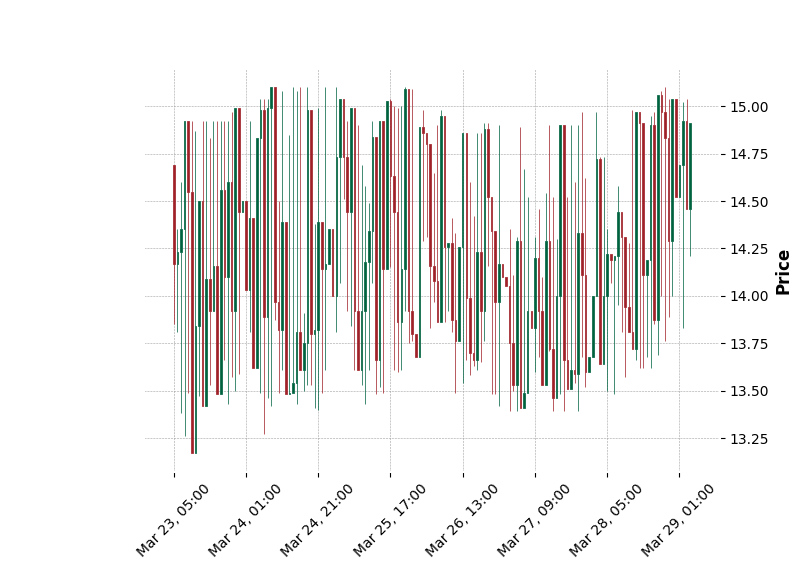 15.00
14.75
14.50
14.25
14.00
13.75
13.50
13.25
Price
Mar 23, 05:00
Mar 24, 01:00
Mar 24, 21:00
Mar 25, 17:00
Mar 26, 13:00
Mar 27, 09:00
Mar 28, 05:00
Mar 29, 01:00